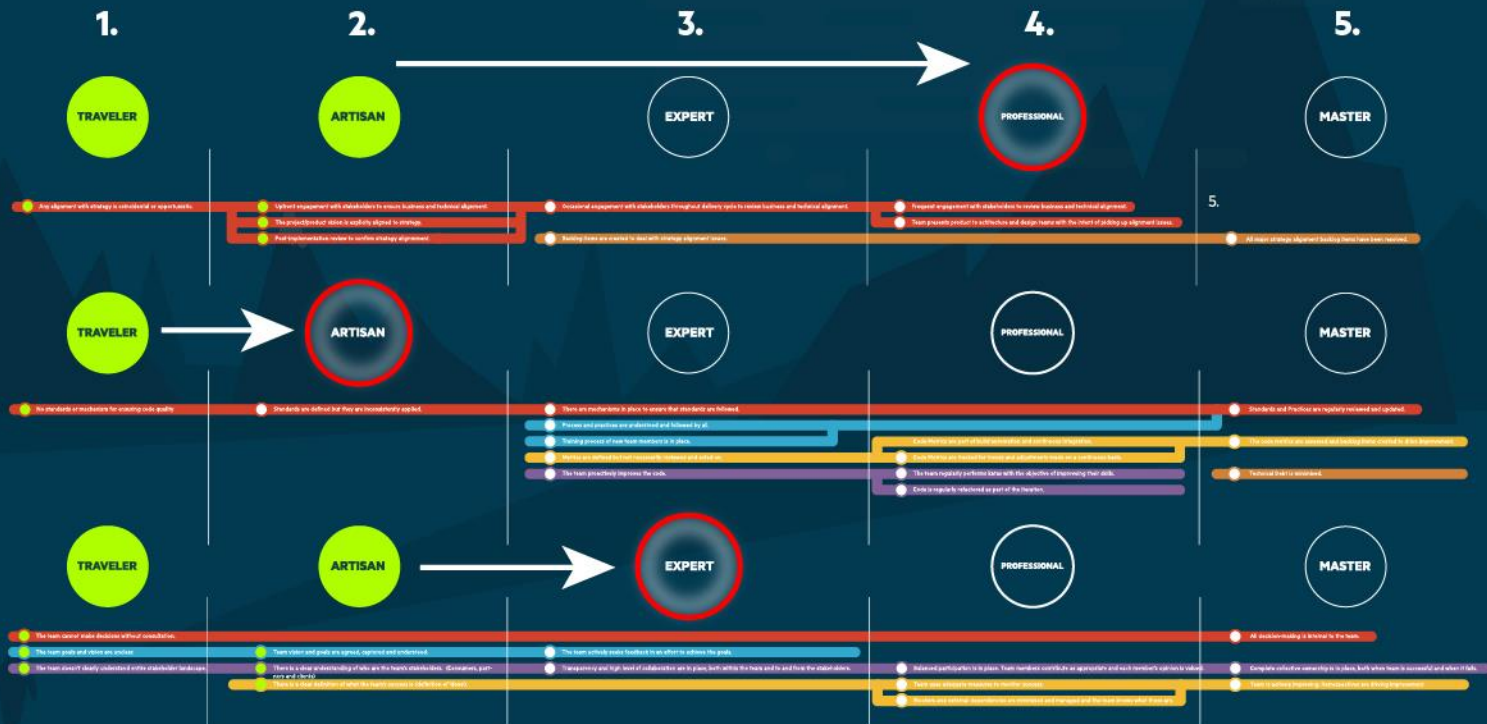 1.
2.
3.
4.
5.
TRAVELER
ARTISAN
EXPERT
PROFESSIONAL
MASTER
Any alignment with strategy is coincidental or opportunistic.
Upfront engagement with stakeholders to ensure business and technical alignment.
Occasional engagement with stakeholders throughout delivery cycle to review business and technical alignment.
Frequent engagement with stakeholders to review business and technical alignment.
5.
The project/product vision is explicitly aligned to strategy.
Team presents product to architecture and design teams with the intent of picking up alignment issues.
Post-implementation review to confirm strategy alignment.
Backlog items are created to deal with strategy alignment issues.
All major strategy alignment backlog items have been resolved.
TRAVELER
ARTISAN
EXPERT
PROFESSIONAL
MASTER
No standards or mechanism for ensuring code quality
Standards are defined but they are inconsistently applied.
There are mechanisms in place to ensure that standards are followed.
Standards and Practices are regularly reviewed and updated.
Process and practices are understood and followed by all.
Training process of new team members is in place.
Code Metrics are part of build automation and continuous integration.
The code metrics are assessed and backlog items created to drive improvement.
Metrics are defined but not necessarily reviewed and acted on.
Code Metrics are tracked for trends and adjustments made on a continuous basis.
The team proactively improves the code.
The team regularly performs katas with the objective of improving their skills.
Technical Debt is minimised.
Code is regularly refactored as part of the iteration.
TRAVELER
ARTISAN
EXPERT
PROFESSIONAL
MASTER
The team cannot make decisions without consultation.
All decision-making is internal to the team.
The team goals and vision are unclear.
Team vision and goals are agreed, captured and understood.
The team actively seeks feedback in an effort to achieve the goals.
The team doesn't clearly understand entire stakeholder landscape.
There is a clear understanding of who are the team's stakeholders. (Consumers, part-
ners and clients)
Transparency and high level of collaboration are in place, both within the team and to and from the stakeholders.
Balanced participation is in place. Team members contribute as appropriate and each member's opinion is valued.
Complete collective ownership is in place, both when team is successful and when it fails.
There is a clear definition of what the team's success is (definition of 'done').
Team uses necessary measures to monitor success.
Team is actively improving. Retrospectives are driving improvement.